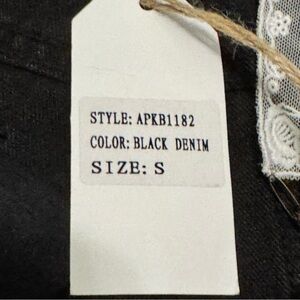 STYLE: APKB1182
COLOR: BLACK DENIM
SIZE: S